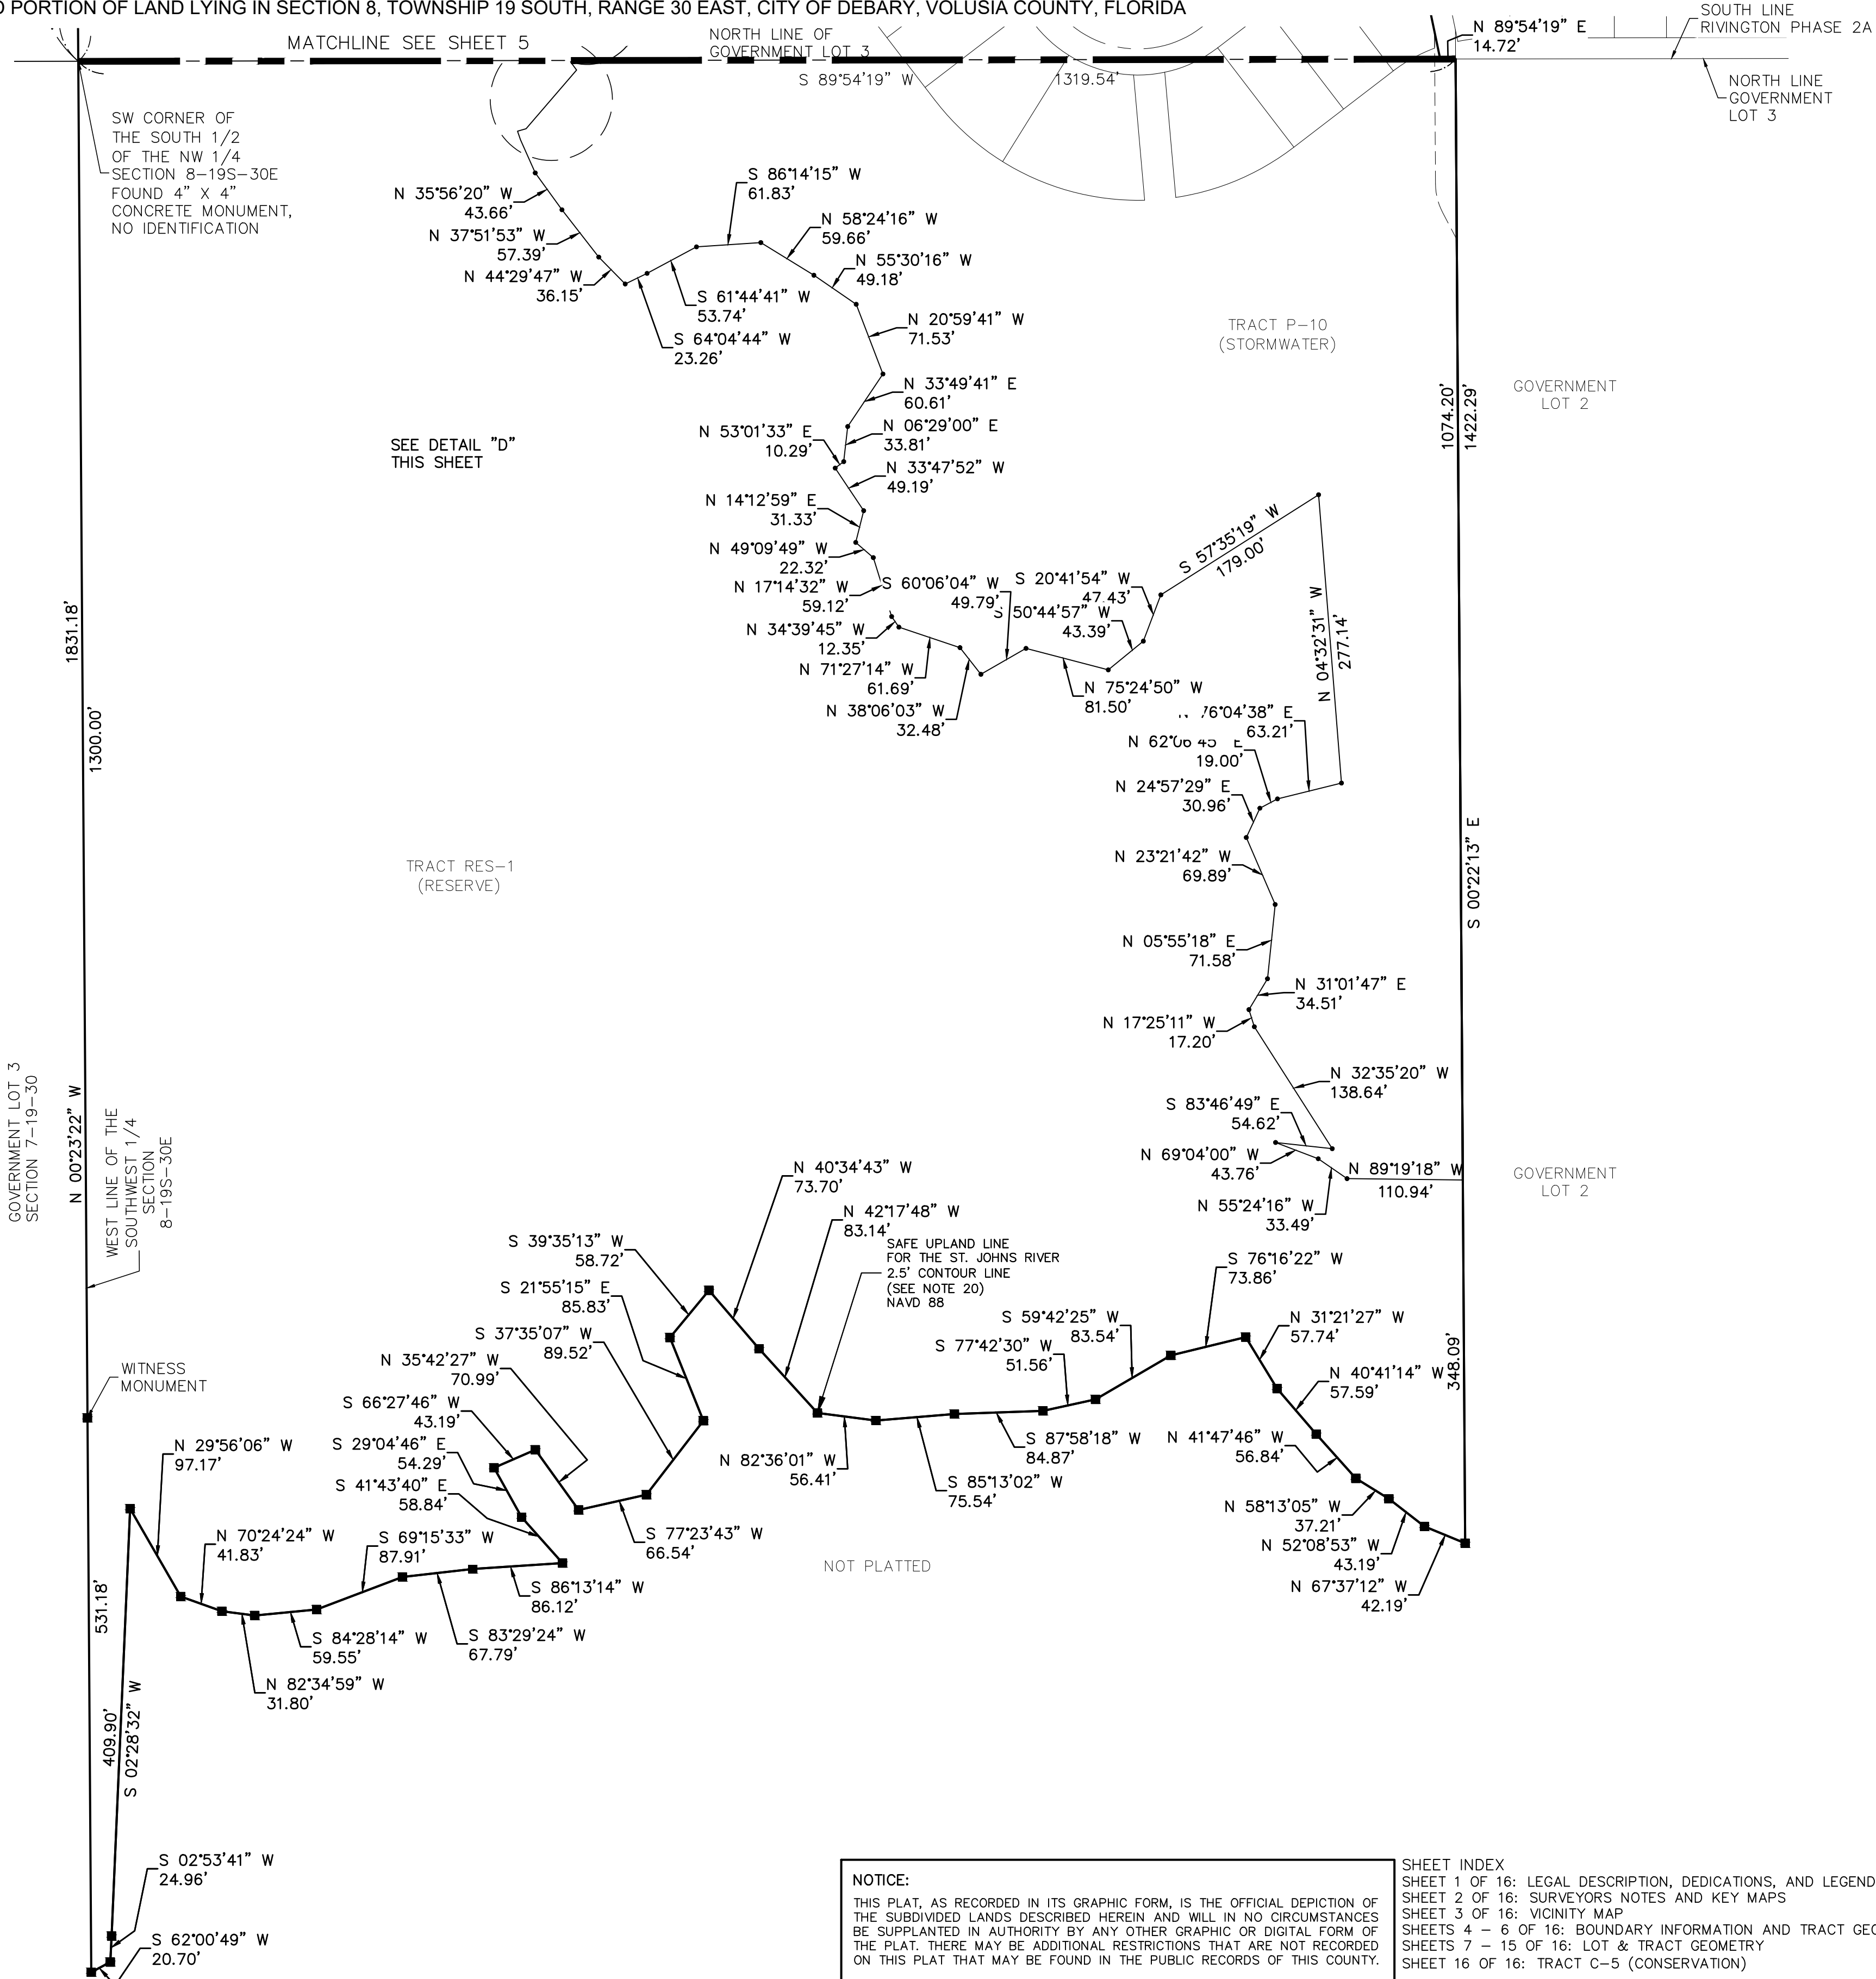 PORTION OF LAND LYING IN SECTION 8, TOWNSHIP 19 SOUTH, RANGE 30 EAST, CITY OF DEBARY, VOLUSIA COUNTY, FLORIDA
MATCHLINE SEE SHEET 5
NORTH LINE OF
GOVERNMENT LOT 3
S 89°54'19" W
1319.54'
N 89°54'19" E
14.72'
SOUTH LINE
RIVINGTON PHASE 2A
NORTH LINE
GOVERNMENT
LOT 3
SW CORNER OF
THE SOUTH 1/2
OF THE NW 1/4
SECTION 8-19S-30E
FOUND 4" X 4"
CONCRETE MONUMENT,
NO IDENTIFICATION
N 35°56'20" W
43.66'
N 37°51'53" W
57.39'
N 44°29'47" W
36.15'
S 86°14'15" W
61.83'
N 58°24'16" W
59.66'
N 55°30'16" W
49.18'
S 61°44'41" W
53.74'
S 64°04'44" W
23.26'
N 20°59'41" W
71.53'
TRACT P-10
(STORMWATER)
GOVERNMENT
LOT 2
1074.20'
1422.29'
N 33°49'41" E
60.61'
N 06°29'00" E
33.81'
N 53°01'33" E
10.29'
SEE DETAIL "D"
THIS SHEET
N 33°47'52" W
49.19'
N 14°12'59" E
31.33'
N 49°09'49" W
22.32'
N 17°14'32" W
59.12'
S 60°06'04" W
49.79'
S 20°41'54" W
47.43'
S 50°44'57" W
43.39'
S 57°35'19" W
179.00'
N 04°32'31" W
277.14'
N 34°39'45" W
12.35'
N 71°27'14" W
61.69'
N 38°06'03" W
32.48'
N 75°24'50" W
81.50'
1831.18'
1300.00'
76°04'38" E
63.21'
N 62°06'45" E
19.00'
N 24°57'29" E
30.96'
N 23°21'42" W
69.89'
S 00°22'13" E
TRACT RES-1
(RESERVE)
N 05°55'18" E
71.58'
N 31°01'47" E
34.51'
N 17°25'11" W
17.20'
N 32°35'20" W
138.64'
S 83°46'49" E
54.62'
N 69°04'00" W
43.76'
N 89°19'18" W
110.94'
N 55°24'16" W
33.49'
GOVERNMENT
LOT 2
GOVERNMENT LOT 3
SECTION 7-19-30
N 00°23'22" W
WEST LINE OF THE
SOUTHWEST 1/4
SECTION
8-19S-30E
N 40°34'43" W
73.70'
N 42°17'48" W
83.14'
SAFE UPLAND LINE
FOR THE ST. JOHNS RIVER
2.5' CONTOUR LINE
(SEE NOTE 20)
NAVD 88
S 39°35'13" W
58.72'
S 21°55'15" E
85.83'
S 37°35'07" W
89.52'
N 35°42'27" W
70.99'
S 66°27'46" W
43.19'
S 29°04'46" E
54.29'
S 41°43'40" E
58.84'
S 76°16'22" W
73.86'
S 59°42'25" W
83.54'
S 77°42'30" W
51.56'
N 31°21'27" W
57.74'
N 40°41'14" W
57.59'
348.09'
WITNESS
MONUMENT
N 29°56'06" W
97.17'
N 70°24'24" W
41.83'
S 69°15'33" W
87.91'
N 82°36'01" W
56.41'
S 85°13'02" W
75.54'
S 87°58'18" W
84.87'
N 41°47'46" W
56.84'
N 58°13'05" W
37.21'
N 52°08'53" W
43.19'
N 67°37'12" W
42.19'
S 77°23'43" W
66.54'
NOT PLATTED
S 86°13'14" W
86.12'
S 83°29'24" W
67.79'
S 84°28'14" W
59.55'
N 82°34'59" W
31.80'
531.18'
409.90'
S 02°28'32" W
S 02°53'41" W
24.96'
S 62°00'49" W
20.70'
NOTICE:
THIS PLAT, AS RECORDED IN ITS GRAPHIC FORM, IS THE OFFICIAL DEPICTION OF
THE SUBDIVIDED LANDS DESCRIBED HEREIN AND WILL IN NO CIRCUMSTANCES
BE SUPPLANTED IN AUTHORITY BY ANY OTHER GRAPHIC OR DIGITAL FORM OF
THE PLAT. THERE MAY BE ADDITIONAL RESTRICTIONS THAT ARE NOT RECORDED
ON THIS PLAT THAT MAY BE FOUND IN THE PUBLIC RECORDS OF THIS COUNTY.
SHEET INDEX
SHEET 1 OF 16: LEGAL DESCRIPTION, DEDICATIONS, AND LEGEND
SHEET 2 OF 16: SURVEYORS NOTES AND KEY MAPS
SHEET 3 OF 16: VICINITY MAP
SHEETS 4 - 6 OF 16: BOUNDARY INFORMATION AND TRACT
SHEETS 7 - 15 OF 16: LOT & TRACT GEOMETRY
SHEET 16 OF 16: TRACT C-5 (CONSERVATION)